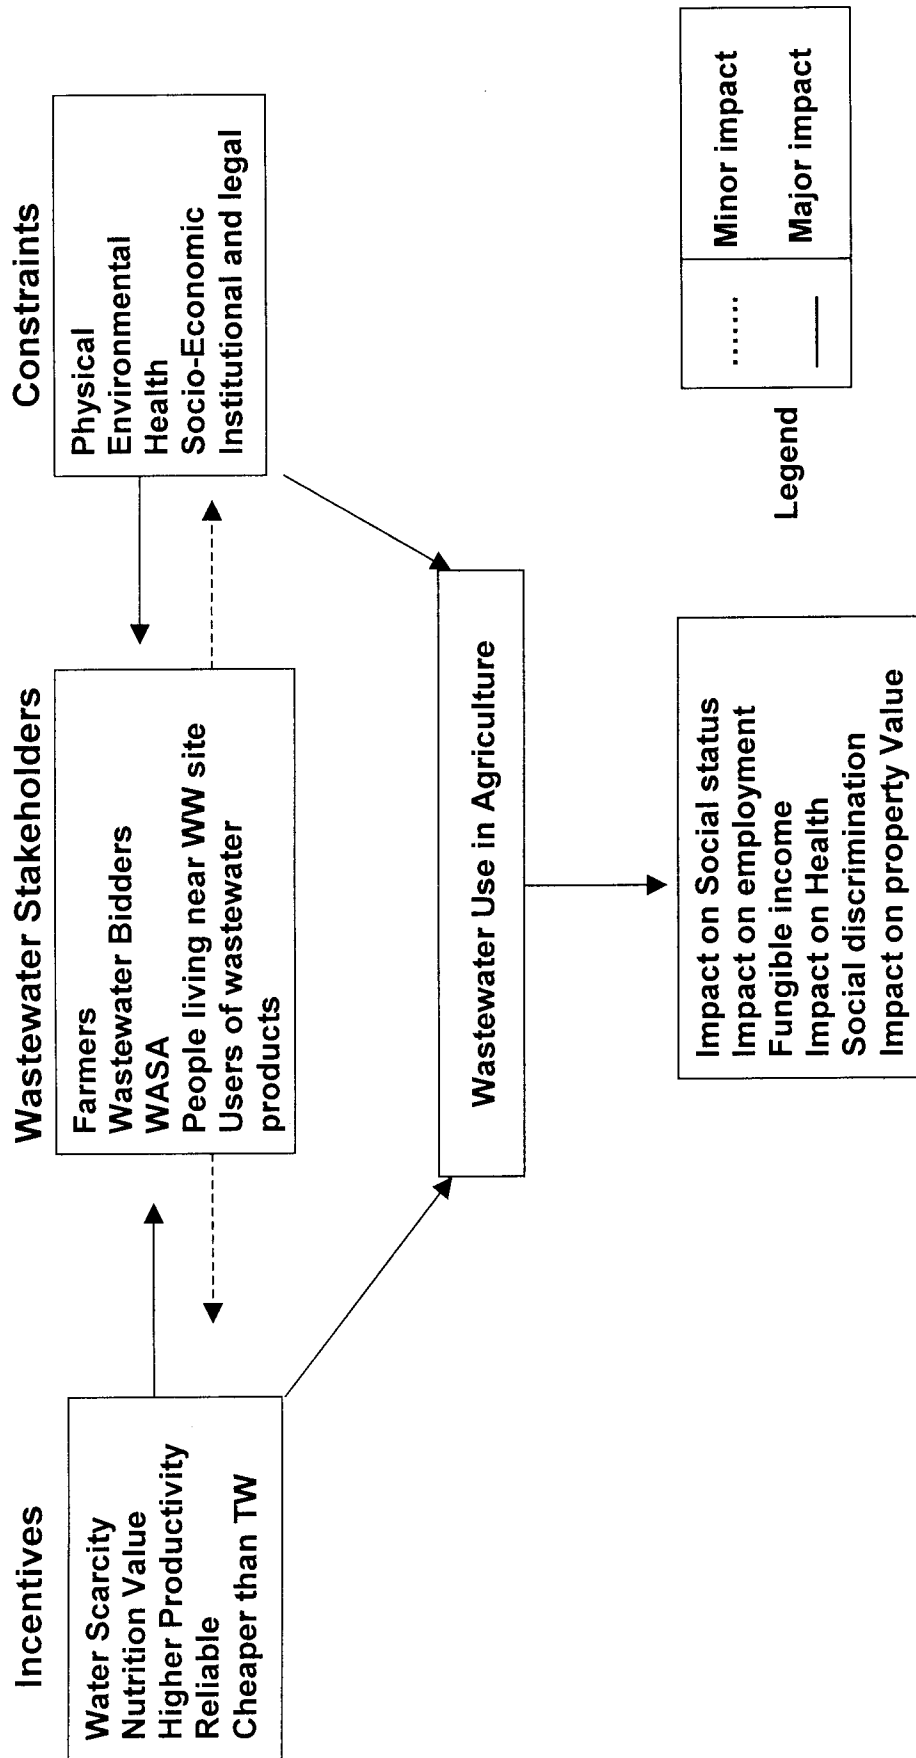 Incentives
Water Scarcity
Nutrition Value
Higher Productivity
Reliable
Cheaper than TW
Wastewater Stakeholders
Farmers
Wastewater Bidders
WASA
People living near WW site
Users of wastewater
products
Constraints
Physical
Environmental
Health
Socio-Economic
Institutional and legal
Wastewater Use in Agriculture
Impact on Social status
Impact on employment
Fungible income
Impact on Health
Social discrimination
Impact on property Value
Legend
Minor impact
Major impact